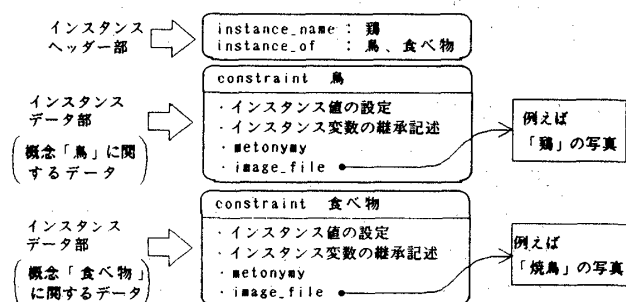 インスタンス
ヘッダー部
instance_name : 鶏
instance_of : 鳥、食べ物
constraint 鳥
インスタンス
データ部
概念「鳥」に関
するデータ
・インスタンス値の設定
・インスタンス変数の継承記述
・metonymy
・image_file
例えば
「鶏」の写真
constraint 食べ物
インスタンス
データ部
概念「食べ物」
に関するデータ
・インスタンス値の設定
・インスタンス変数の継承記述
・metonymy
・image_file
例えば
「焼鳥」の写真